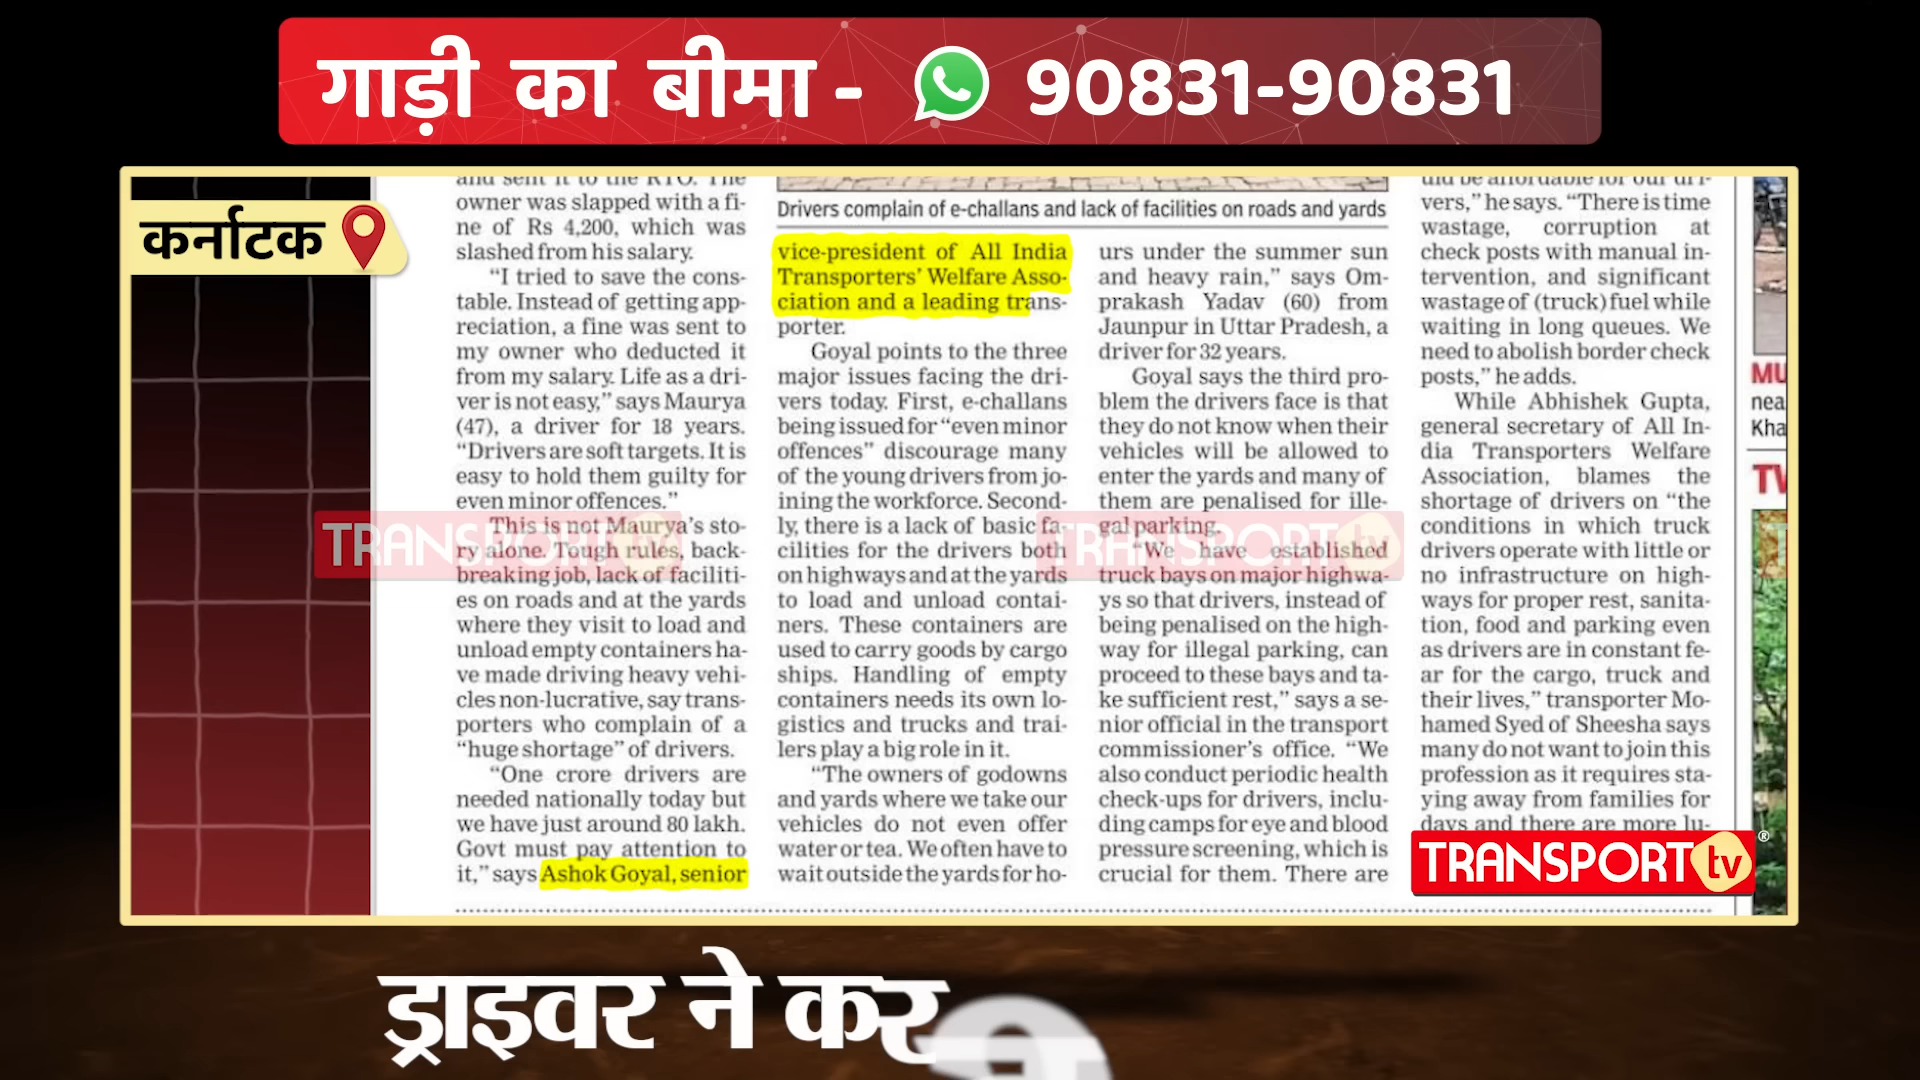 गाड़ी का बीमा - 90831-90831
कर्नाटक
and sent it to the RTO. The
owner was slapped with a fi-
ne of Rs 4,200, which was
slashed from his salary.
“I tried to save the cons-
table. Instead of getting app-
reciation, a fine was sent to
my owner who deducted it
from my salary. Life as a dri-
ver is not easy,” says Maurya
(47), a driver for 18 years.
“Drivers are soft targets. It is
easy to hold them guilty for
even minor offences.”
This is not Maurya’s sto-
ry alone. Tough rules, back-
breaking job, lack of faciliti-
es on roads and at the yards
where they visit to load and
unload empty containers ha-
ve made driving heavy vehi-
cles non-lucrative, say trans-
porters who complain of a
“huge shortage” of drivers.
“One crore drivers are
needed nationally today but
we have just around 80 lakh.
Govt must pay attention to
it,” says Ashok Goyal, senior
Drivers complain of e-challans and lack of facilities on roads and yards
vice-president of All India
Transporters’ Welfare Asso-
ciation and a leading trans-
porter.
Goyal points to the three
major issues facing the dri-
vers today. First, e-challans
being issued for “even minor
offences” discourage many
of the young drivers from jo-
ining the workforce. Second-
ly, there is a lack of basic fa-
cilities for the drivers both
on highways and at the yards
to load and unload contai-
ners. These containers are
used to carry goods by cargo
ships. Handling of empty
containers needs its own lo-
gistics and trucks and trai-
lers play a big role in it.
“The owners of godowns
and yards where we take our
vehicles do not even offer
water or tea. We often have to
wait outside the yards for ho-
urs under the summer sun
and heavy rain,” says Om-
prakash Yadav (60) from
Jaunpur in Uttar Pradesh, a
driver for 32 years.
Goyal says the third pro-
blem the drivers face is that
they do not know when their
vehicles will be allowed to
enter the yards and many of
them are penalised for ille-
gal parking.
“We have established
truck bays on major highwa-
ys so that drivers, instead of
being penalised on the high-
way for illegal parking, can
proceed to these bays and ta-
ke sufficient rest,” says a se-
nior official in the transport
commissioner’s office. “We
also conduct periodic health
check-ups for drivers, inclu-
ding camps for eye and blood
pressure screening, which is
crucial for them. There are
uld be affordable for our dri-
vers,” he says. “There is time
wastage, corruption at
check posts with manual in-
tervention, and significant
wastage of (truck) fuel while
waiting in long queues. We
need to abolish border check
posts,” he adds.
While Abhishek Gupta,
general secretary of All In-
dia Transporters Welfare
Association, blames the
shortage of drivers on “the
conditions in which truck
drivers operate with little or
no infrastructure on high-
ways for proper rest, sanita-
tion, food and parking even
as drivers are in constant fe-
ar for the cargo, truck and
their lives,” transporter Mo-
hamed Syed of Sheesha says
many do not want to join this
profession as it requires sta-
ying away from families for
days and there are more lu-
MU
nea
Kha
TV
TRANSPORT tv
TRANSPORT tv
TRANSPORT tv ®
ड्राइवर ने कर